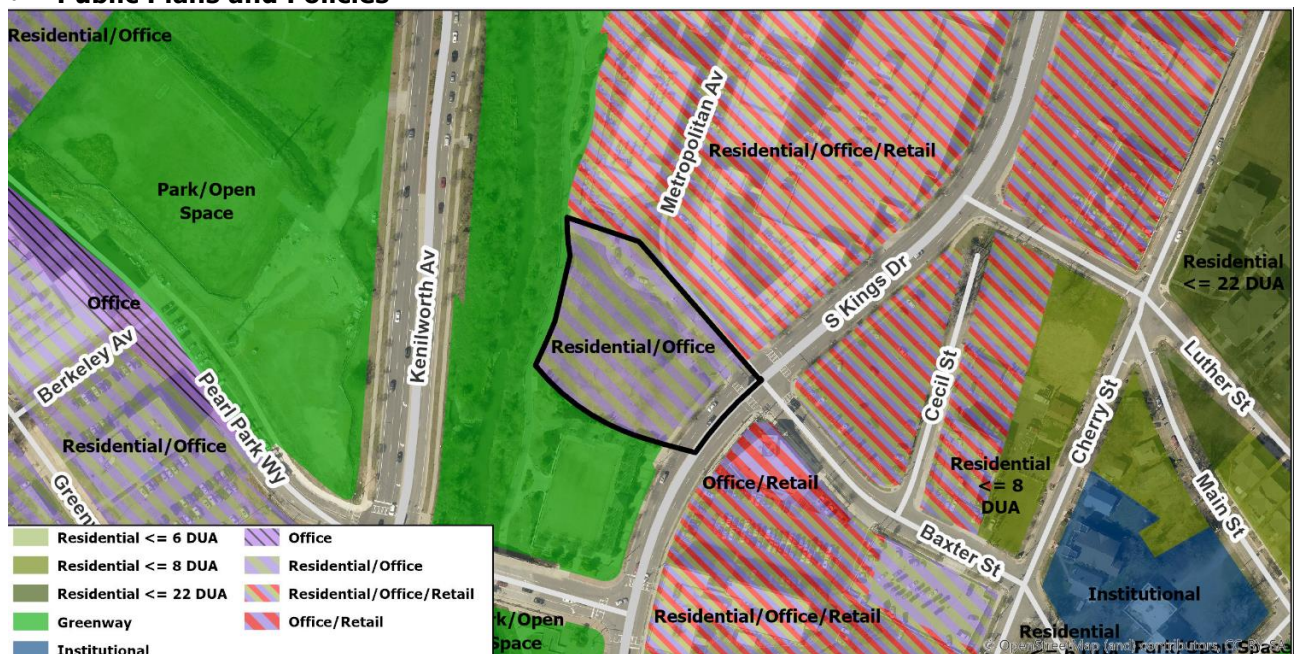 Public Plans and Policies
Residential/Office
Park/Open
Space
Office
Berkeley Av
Pearl Park Wy
Residential/Office
Kenilworth Av
Metropolitan Av
Residential/Office/Retail
Residential/Office
S Kings Dr
Cecil St
Residential
<= 22 DUA
Luther St
Cherry St
Main St
Residential
<= 8
DUA
Office/Retail
Baxter St
Residential/Office/Retail
Institutional
Residential
Space
rk/Open
Space
Green
Residential <= 6 DUA
Residential <= 8 DUA
Residential <= 22 DUA
Greenway
Institutional
Office
Residential/Office
Residential/Office/Retail
Office/Retail
© OpenStreetMap (and) contributors, CC-BY-SA